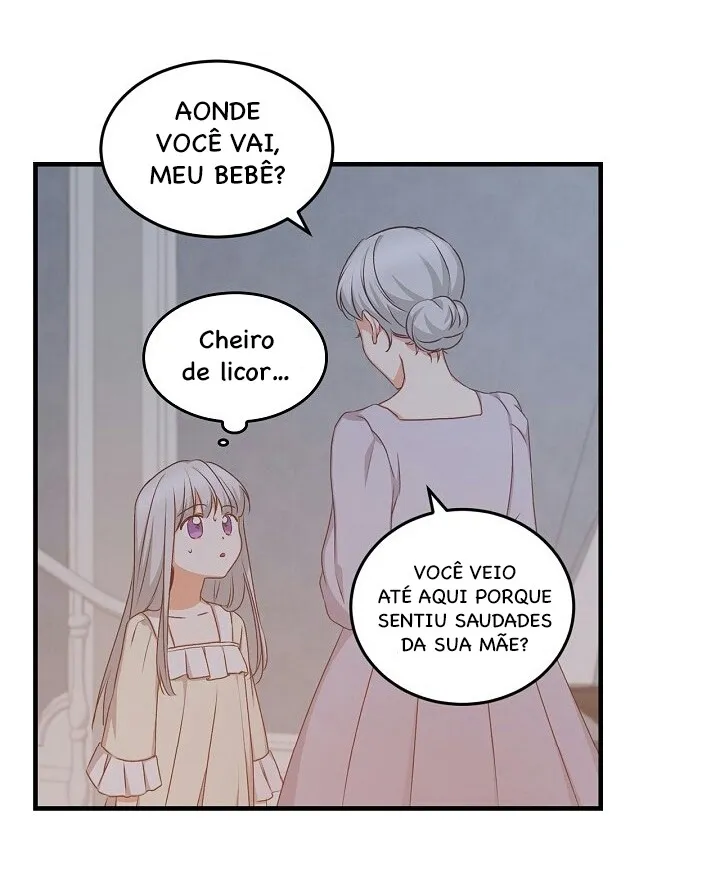 AONDE
VOCÊ VAI,
MEU BEBÊ?
Cheiro
de licor...
VOCÊ VEIO
ATÉ AQUI PORQUE
SENTIU SAUDADES
DA SUA MÃE?